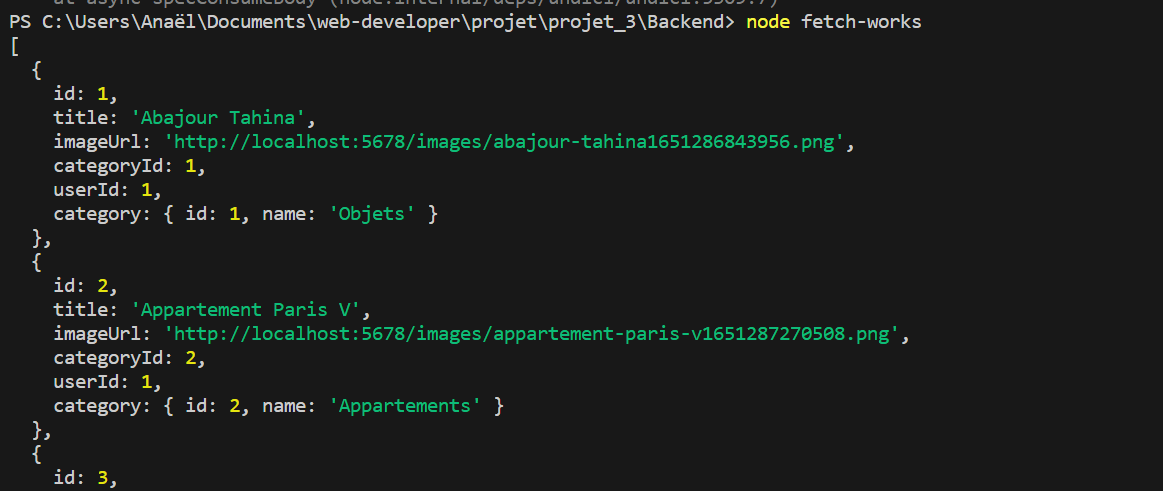 at async specConsumeBody (node:internal/deps/undici/undici:5969:7)
PS C:\Users\Anaël\Documents\web-developer\projet\projet_3\Backend> node fetch-works
[
  {
    id: 1,
    title: 'Abajour Tahina',
    imageUrl: 'http://localhost:5678/images/abajour-tahina1651286843956.png',
    categoryId: 1,
    userId: 1,
    category: { id: 1, name: 'Objets' }
  },
  {
    id: 2,
    title: 'Appartement Paris V',
    imageUrl: 'http://localhost:5678/images/appartement-paris-v1651287270508.png',
    categoryId: 2,
    userId: 1,
    category: { id: 2, name: 'Appartements' }
  },
  {
    id: 3,